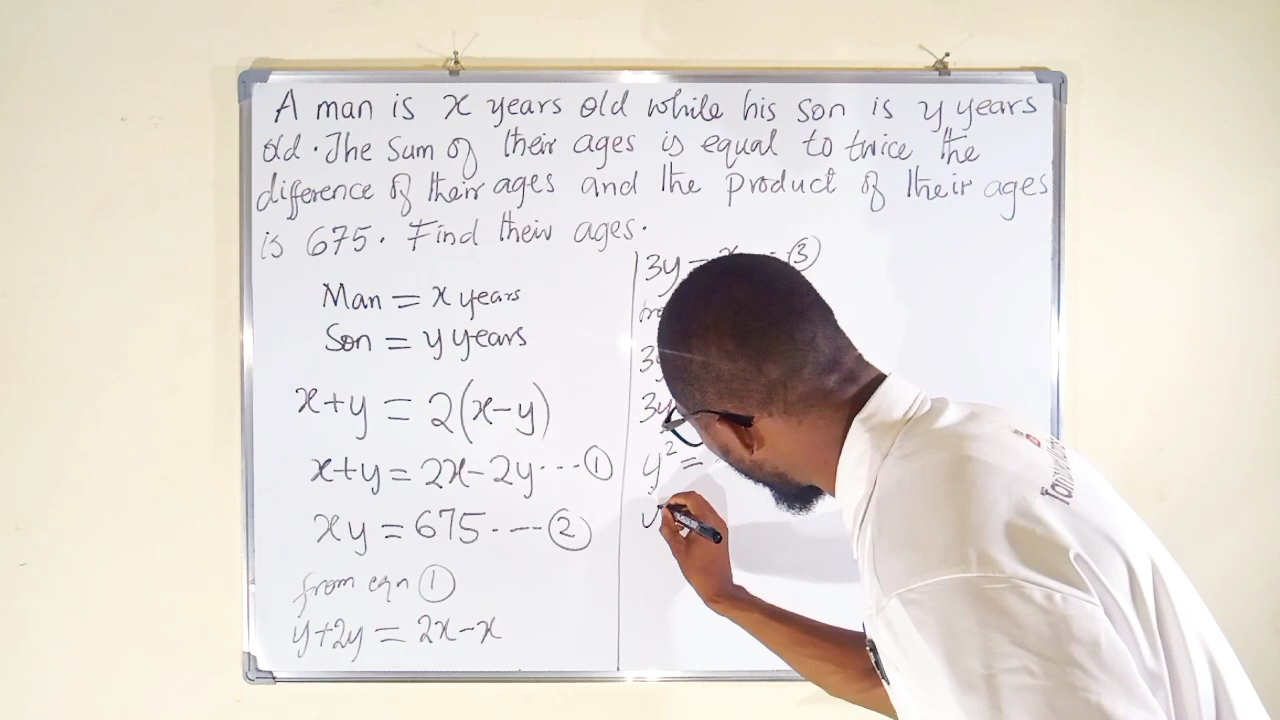 A man is x years old while his son is y years
old. The Sum of their ages is equal to twice the
difference of their ages and the product of their ages
is 675. Find their ages.
Man = x years
Son = y years
x+y = 2(x-y)
x+y = 2x-2y --- ①
xy = 675 --- ②
from eqn ①
y+2y = 2x-x
3y ③
3y
y² =